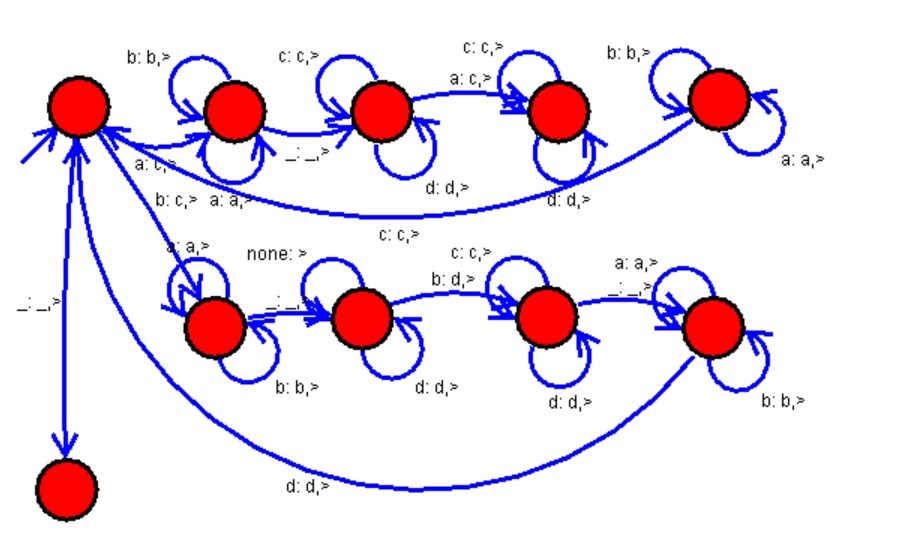 b: b,>
c: c,>
c: c,>
a: c,>
b: b,>
a: c,>
_: _,>
b: c,>
a: a,>
d: d,>
d: d,>
a: a,>
c: c,>
a: a,>
none: >
c: c,>
b: d,>
a: a,>
_: _,>
_: _,>
_: _,>
b: b,>
d: d,>
d: d,>
b: b,>
d: d,>